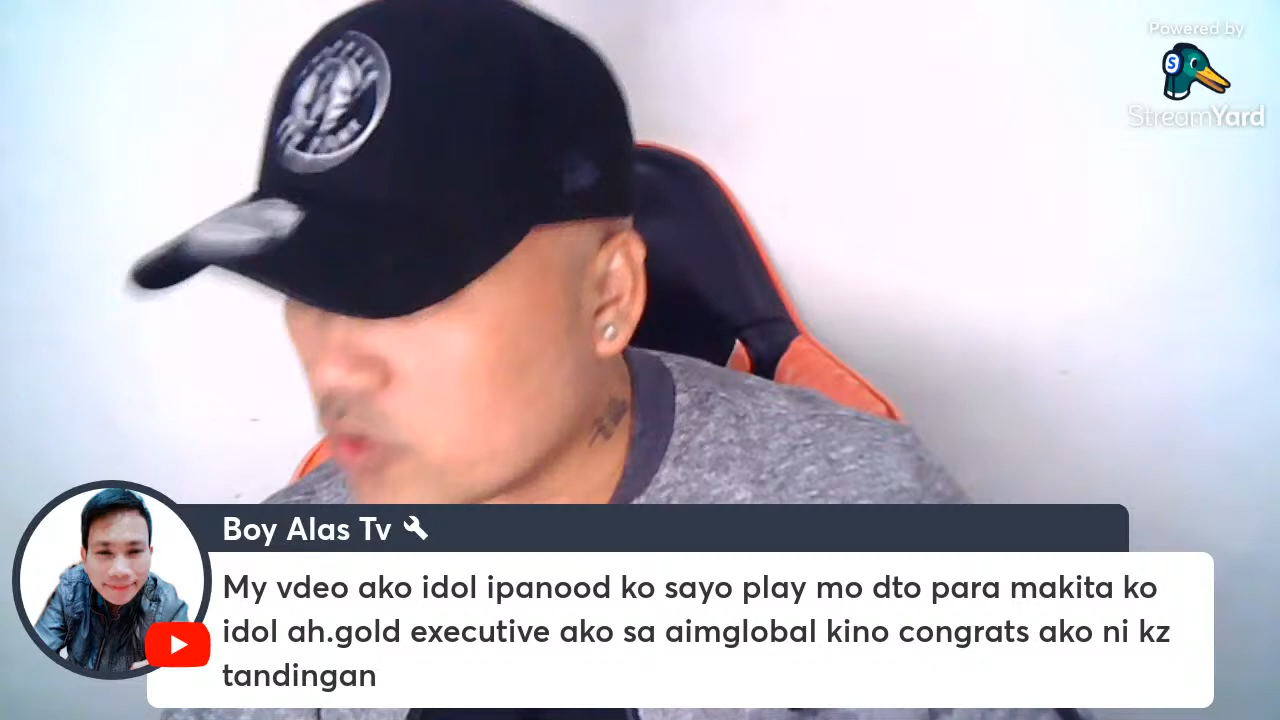 Powered by
S
StreamYard
Boy Alas Tv
My vdeo ako idol ipanood ko sayo play mo dto para makita ko
idol ah.gold executive ako sa aimglobal kino congrats ako ni kz
tandingan